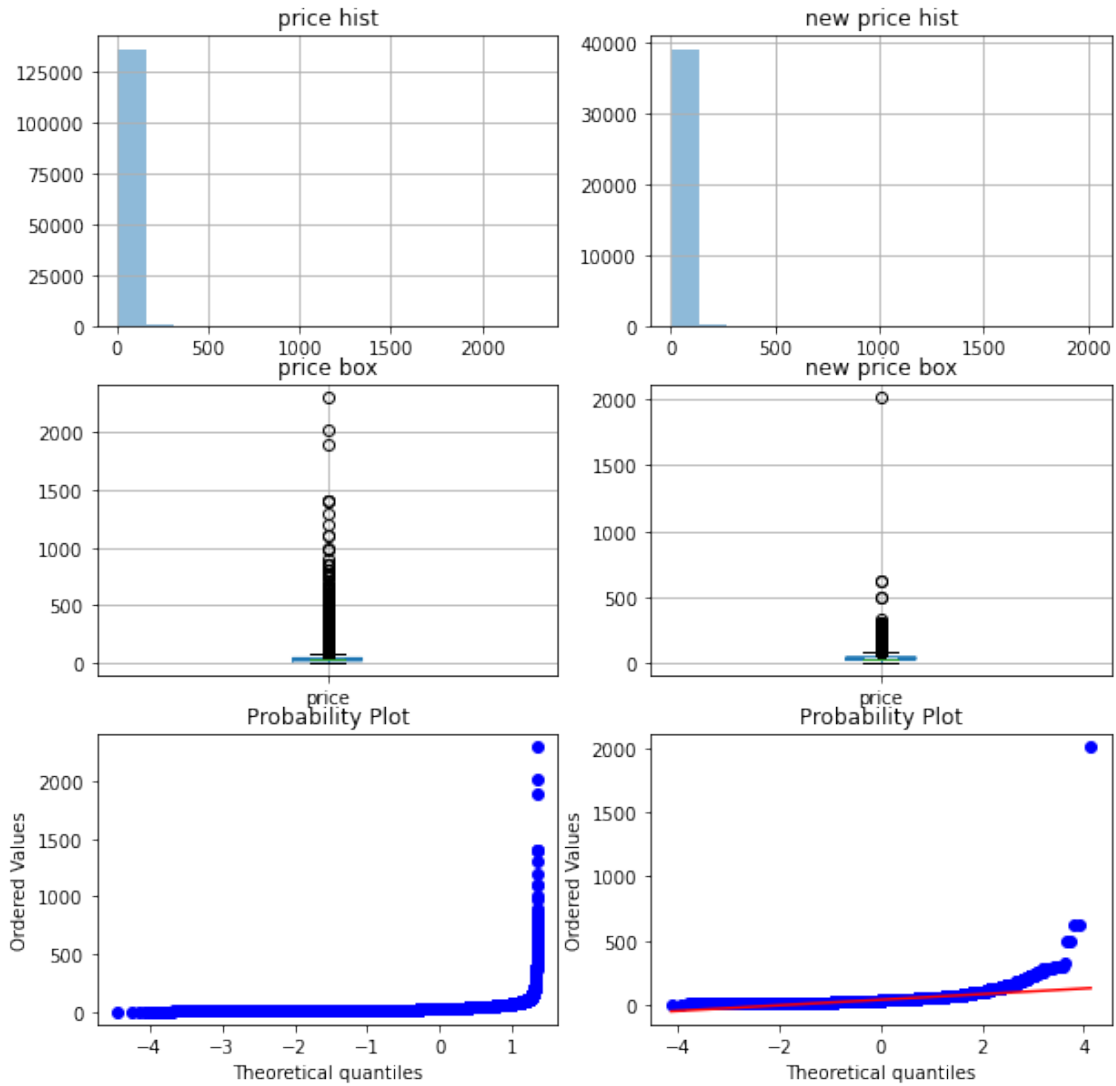 price hist
new price hist
125000
100000
75000
50000
25000
0
0 500 1000 1500 2000
40000
30000
20000
10000
0
0 500 1000 1500 2000
price box
new price box
2000
1500
1000
500
0
price
2000
1500
1000
500
0
price
Probability Plot
Probability Plot
Ordered Values
2000
1500
1000
500
0
−4 −3 −2 −1 0 1
Theoretical quantiles
Ordered Values
2000
1500
1000
500
0
−4 −2 0 2 4
Theoretical quantiles